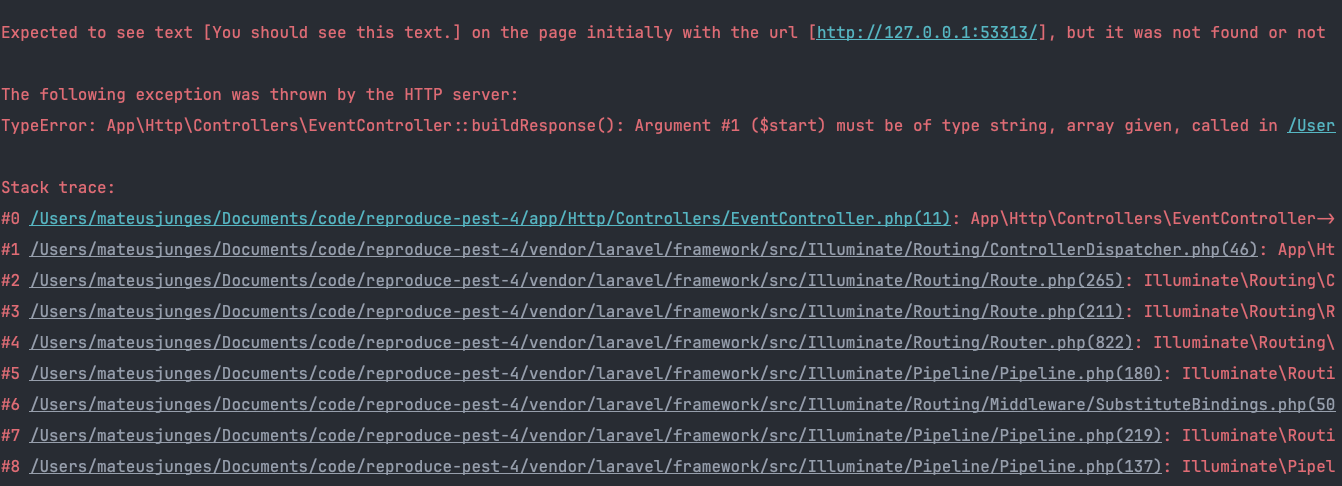 Expected to see text [You should see this text.] on the page initially with the url [http://127.0.0.1:53313/], but it was not found or not
The following exception was thrown by the HTTP server:
TypeError: App\Http\Controllers\EventController::buildResponse(): Argument #1 ($start) must be of type string, array given, called in /User
Stack trace:
#0 /Users/mateusjunges/Documents/code/reproduce-pest-4/app/Http/Controllers/EventController.php(11): App\Http\Controllers\EventController->
#1 /Users/mateusjunges/Documents/code/reproduce-pest-4/vendor/laravel/framework/src/Illuminate/Routing/ControllerDispatcher.php(46): App\Ht
#2 /Users/mateusjunges/Documents/code/reproduce-pest-4/vendor/laravel/framework/src/Illuminate/Routing/Route.php(265): Illuminate\Routing\C
#3 /Users/mateusjunges/Documents/code/reproduce-pest-4/vendor/laravel/framework/src/Illuminate/Routing/Route.php(211): Illuminate\Routing\R
#4 /Users/mateusjunges/Documents/code/reproduce-pest-4/vendor/laravel/framework/src/Illuminate/Routing/Router.php(822): Illuminate\Routing\
#5 /Users/mateusjunges/Documents/code/reproduce-pest-4/vendor/laravel/framework/src/Illuminate/Pipeline/Pipeline.php(180): Illuminate\Routi
#6 /Users/mateusjunges/Documents/code/reproduce-pest-4/vendor/laravel/framework/src/Illuminate/Routing/Middleware/SubstituteBindings.php(50
#7 /Users/mateusjunges/Documents/code/reproduce-pest-4/vendor/laravel/framework/src/Illuminate/Pipeline/Pipeline.php(219): Illuminate\Routi
#8 /Users/mateusjunges/Documents/code/reproduce-pest-4/vendor/laravel/framework/src/Illuminate/Pipeline/Pipeline.php(137): Illuminate\Pipel